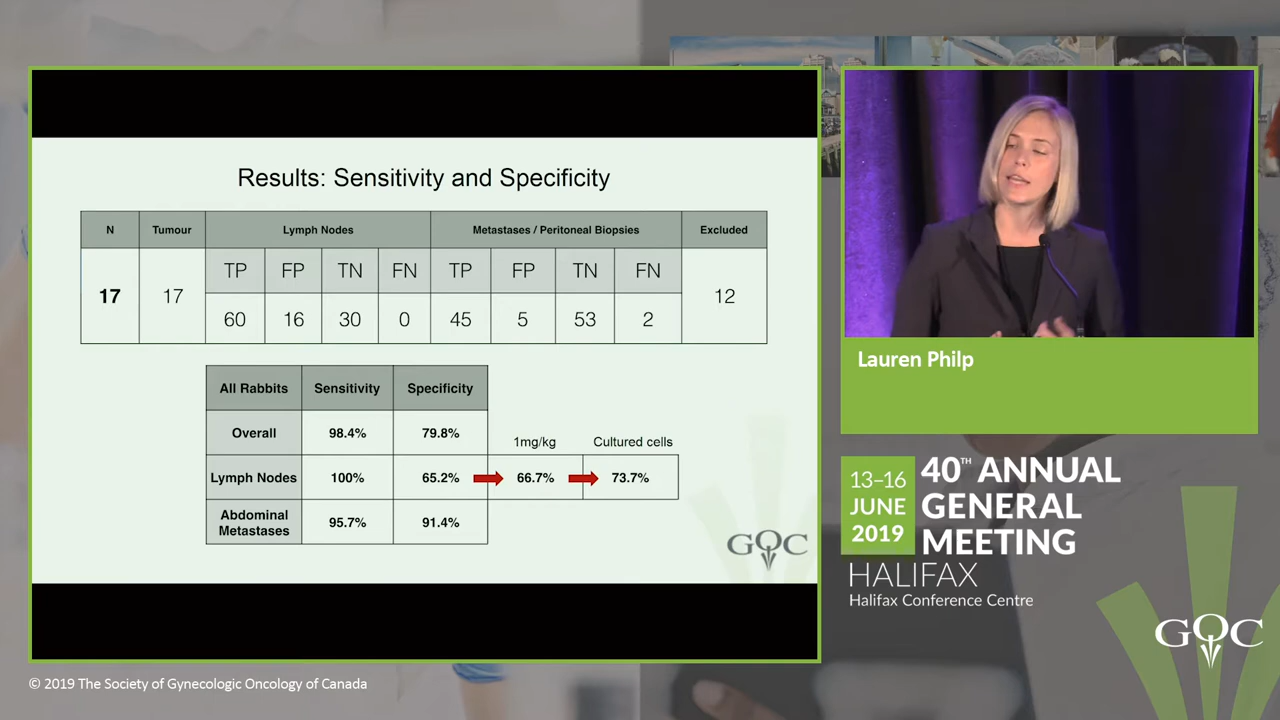 Results: Sensitivity and Specificity
N Tumour Lymph Nodes Metastases / Peritoneal Biopsies Excluded
TP FP TN FN TP FP TN FN
17 17 12
60 16 30 0 45 5 53 2
All Rabbits Sensitivity Specificity
Overall 98.4% 79.8%
1mg/kg Cultured cells
Lymph Nodes 100% 65.2% 66.7% 73.7%
Abdominal
Metastases 95.7% 91.4%
GOC
Lauren Philp
13–16
JUNE
2019
40TH ANNUAL
GENERAL
MEETING
HALIFAX
Halifax Conference Centre
GOC
© 2019 The Society of Gynecologic Oncology of Canada